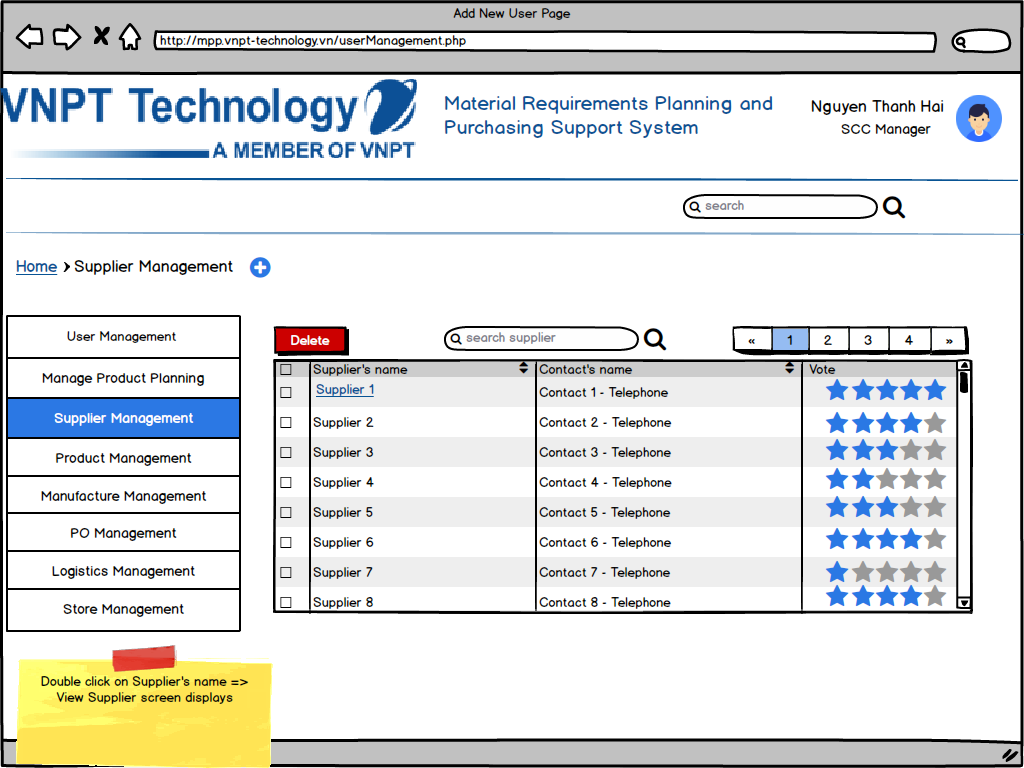 Add New User Page
http://mpp.vnpt-technology.vn/userManagement.php
VNPT Technology
A MEMBER OF VNPT
Material Requirements Planning and
Purchasing Support System
Nguyen Thanh Hai
SCC Manager
search
Home › Supplier Management
User Management
Manage Product Planning
Supplier Management
Product Management
Manufacture Management
PO Management
Logistics Management
Store Management
Delete
search supplier
« 1 2 3 4 »
Supplier's name Contact's name Vote
Supplier 1 Contact 1 - Telephone
Supplier 2 Contact 2 - Telephone
Supplier 3 Contact 3 - Telephone
Supplier 4 Contact 4 - Telephone
Supplier 5 Contact 5 - Telephone
Supplier 6 Contact 6 - Telephone
Supplier 7 Contact 7 - Telephone
Supplier 8 Contact 8 - Telephone
Double click on Supplier's name =>
View Supplier screen displays